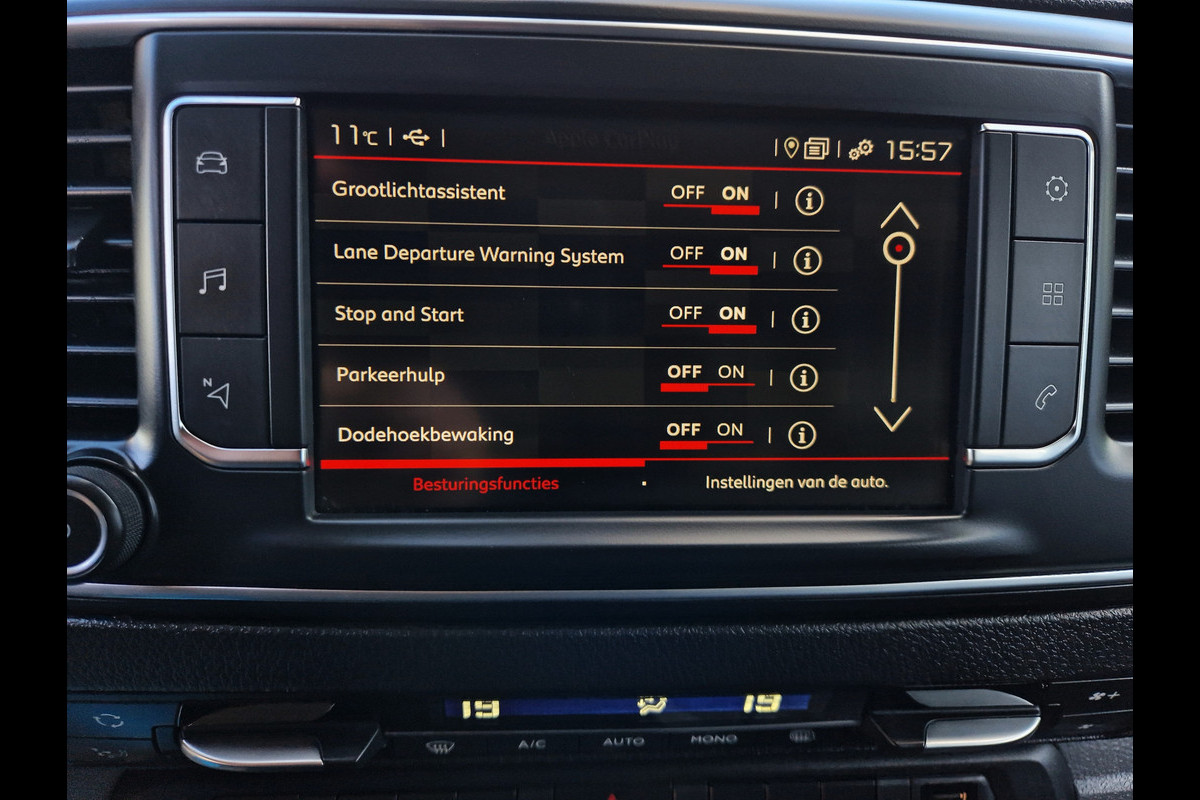 11°C 15:57
Grootlichtassistent OFF ON
Lane Departure Warning System OFF ON
Stop and Start OFF ON
Parkeerhulp OFF ON
Dodehoekbewaking OFF ON
Besturingsfuncties Instellingen van de auto.
N
19 19
A/C AUTO MONO